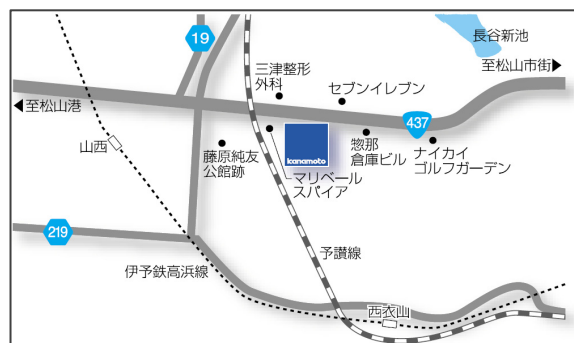 長谷新池
19
至松山市街
三津整形
外科
セブンイレブン
至松山港
437
山西
藤原純友
公館跡
kanamoto
惣那
倉庫ビル
ナイカイ
ゴルフガーデン
マリベール
スパイア
219
予讃線
伊予鉄高浜線
西衣山